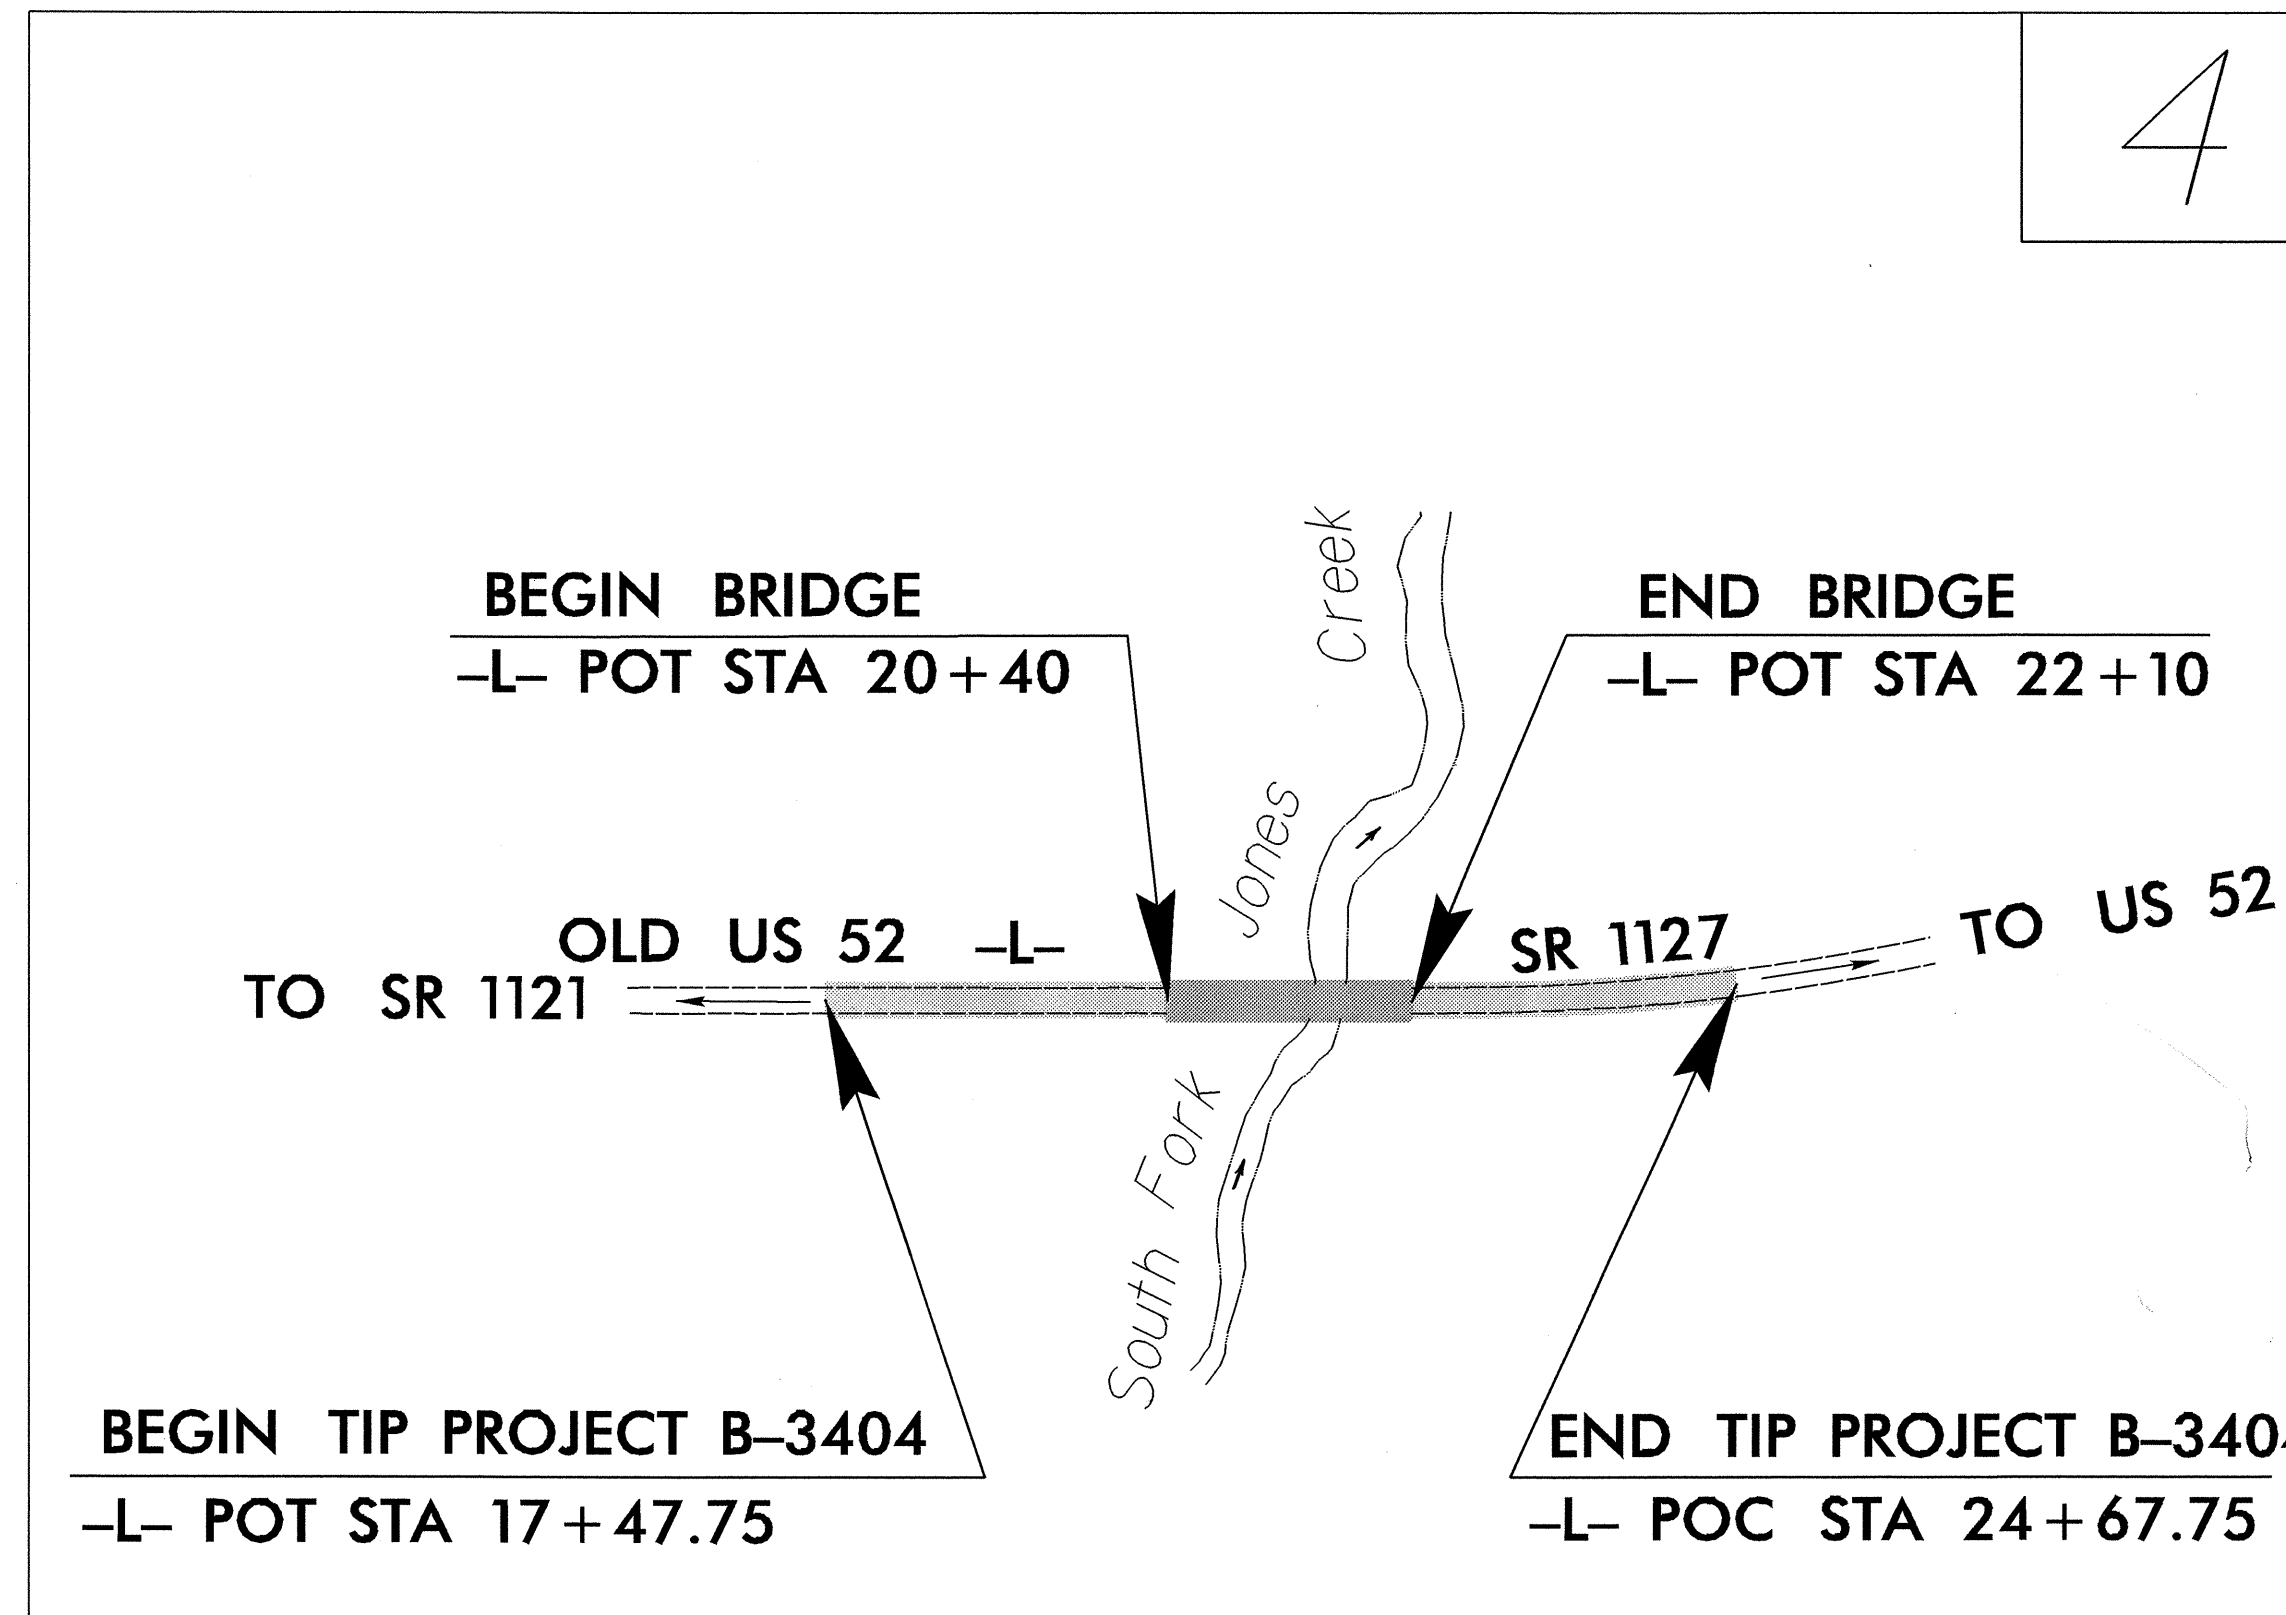 4
BEGIN BRIDGE
-L- POT STA 20+40
END BRIDGE
-L- POT STA 22+10
South Fork Jones Creek
OLD US 52 -L-
SR 1127
TO US 52
TO SR 1121
BEGIN TIP PROJECT B-3404
-L- POT STA 17+47.75
END TIP PROJECT B-340
-L- POC STA 24+67.75